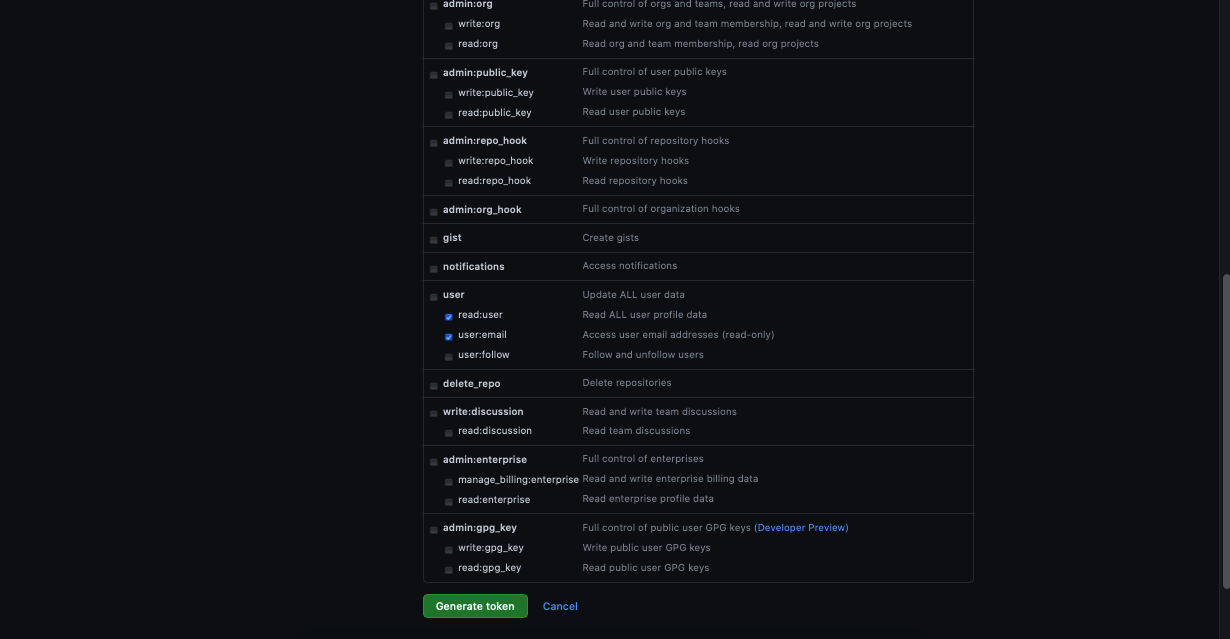 admin:org Full control of orgs and teams, read and write org projects
write:org Read and write org and team membership, read and write org projects
read:org Read org and team membership, read org projects
admin:public_key Full control of user public keys
write:public_key Write user public keys
read:public_key Read user public keys
admin:repo_hook Full control of repository hooks
write:repo_hook Write repository hooks
read:repo_hook Read repository hooks
admin:org_hook Full control of organization hooks
gist Create gists
notifications Access notifications
user Update ALL user data
read:user Read ALL user profile data
user:email Access user email addresses (read-only)
user:follow Follow and unfollow users
delete_repo Delete repositories
write:discussion Read and write team discussions
read:discussion Read team discussions
admin:enterprise Full control of enterprises
manage_billing:enterprise Read and write enterprise billing data
read:enterprise Read enterprise profile data
admin:gpg_key Full control of public user GPG keys (Developer Preview)
write:gpg_key Write public user GPG keys
read:gpg_key Read public user GPG keys
Generate token Cancel